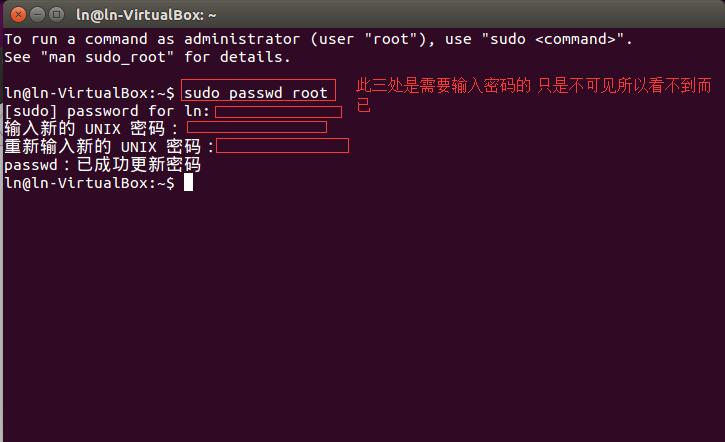 ln@ln-VirtualBox: ~
To run a command as administrator (user "root"), use "sudo <command>".
See "man sudo_root" for details.
ln@ln-VirtualBox:~$ sudo passwd root
此三处是需要输入密码的 只是不可见所以看不到而
已
[sudo] password for ln:
输入新的 UNIX 密码：
重新输入新的 UNIX 密码：
passwd：已成功更新密码
ln@ln-VirtualBox:~$